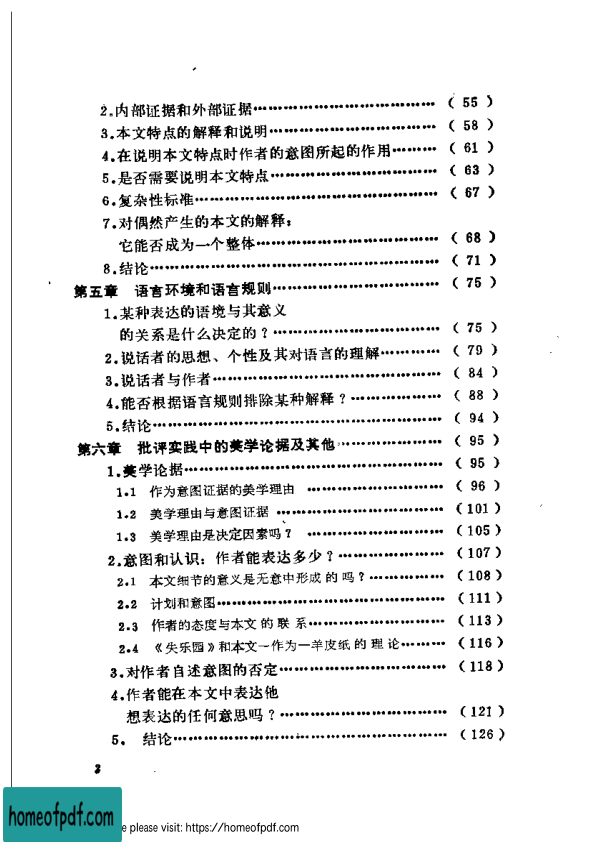 2.内部证据和外部证据…………………………… ( 55 )
3.本文特点的解释和说明………………………… ( 58 )
4.在说明本文特点时作者的意图所起的作用……… ( 61 )
5.是否需要说明本文特点………………………… ( 63 )
6.复杂性标准……………………………………… ( 67 )
7.对偶然产生的本文的解释:
它能否成为一个整体…………………………… ( 68 )
8.结论……………………………………………… ( 71 )
第五章 语言环境和语言规则………………………… ( 75 )
1.某种表达的语境与其意义
的关系是什么决定的？………………………… ( 75 )
2.说话者的思想、个性及其对语言的理解………… ( 79 )
3.说话者与作者…………………………………… ( 84 )
4.能否根据语言规则排除某种解释？…………… ( 88 )
5.结论……………………………………………… ( 94 )
第六章 批评实践中的美学论据及其他……………… ( 95 )
1.美学论据………………………………………… ( 95 )
1.1 作为意图证据的美学理由 …………………… ( 96 )
1.2 美学理由与意图证据 ………………………… (101)
1.3 美学理由是决定因素吗？ …………………… (105)
2.意图和认识：作者能表达多少？……………… (107)
2.1 本文细节的意义是无意中形成的吗？………… (108)
2.2 计划和意图…………………………………… (111)
2.3 作者的态度与本文的联系…………………… (113)
2.4 《失乐园》和本文一作为一羊皮纸的理论……… (116)
3.对作者自述意图的否定………………………… (118)
4.作者能在本文中表达他
想表达的任何意思吗？………………………… (121)
5. 结论…………………………………………… (126)
homeofpdf.com
e please visit: https://homeofpdf.com